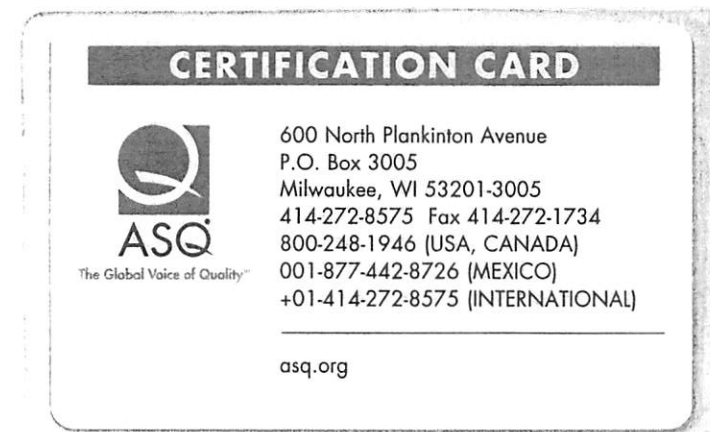 CERTIFICATION CARD
600 North Plankinton Avenue
P.O. Box 3005
Milwaukee, WI 53201-3005
414-272-8575 Fax 414-272-1734
800-248-1946 (USA, CANADA)
001-877-442-8726 (MEXICO)
+01-414-272-8575 (INTERNATIONAL)
asq.org
ASQ
The Global Voice of Quality™